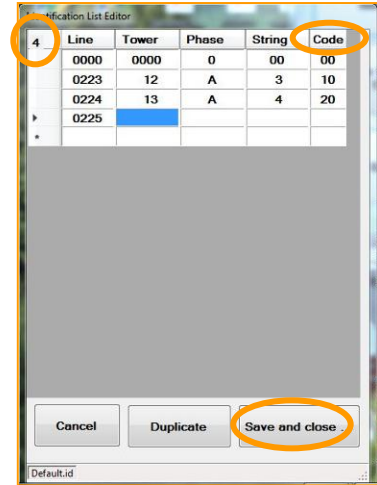 Identification List Editor
4 Line Tower Phase String Code
0000 0000 0 00 00
0223 12 A 3 10
0224 13 A 4 20
0225
*
Cancel Duplicate Save and close .
Default.id